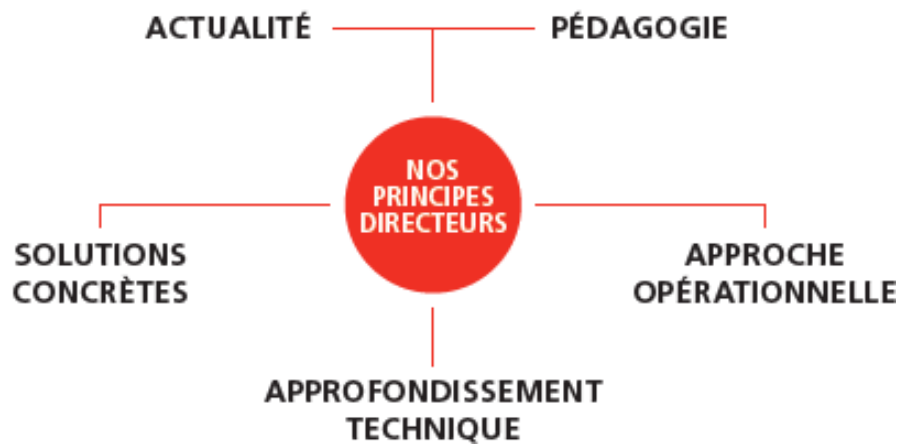 ACTUALITÉ
PÉDAGOGIE
NOS
PRINCIPES
DIRECTEURS
SOLUTIONS
CONCRÈTES
APPROCHE
OPÉRATIONNELLE
APPROFONDISSEMENT
TECHNIQUE